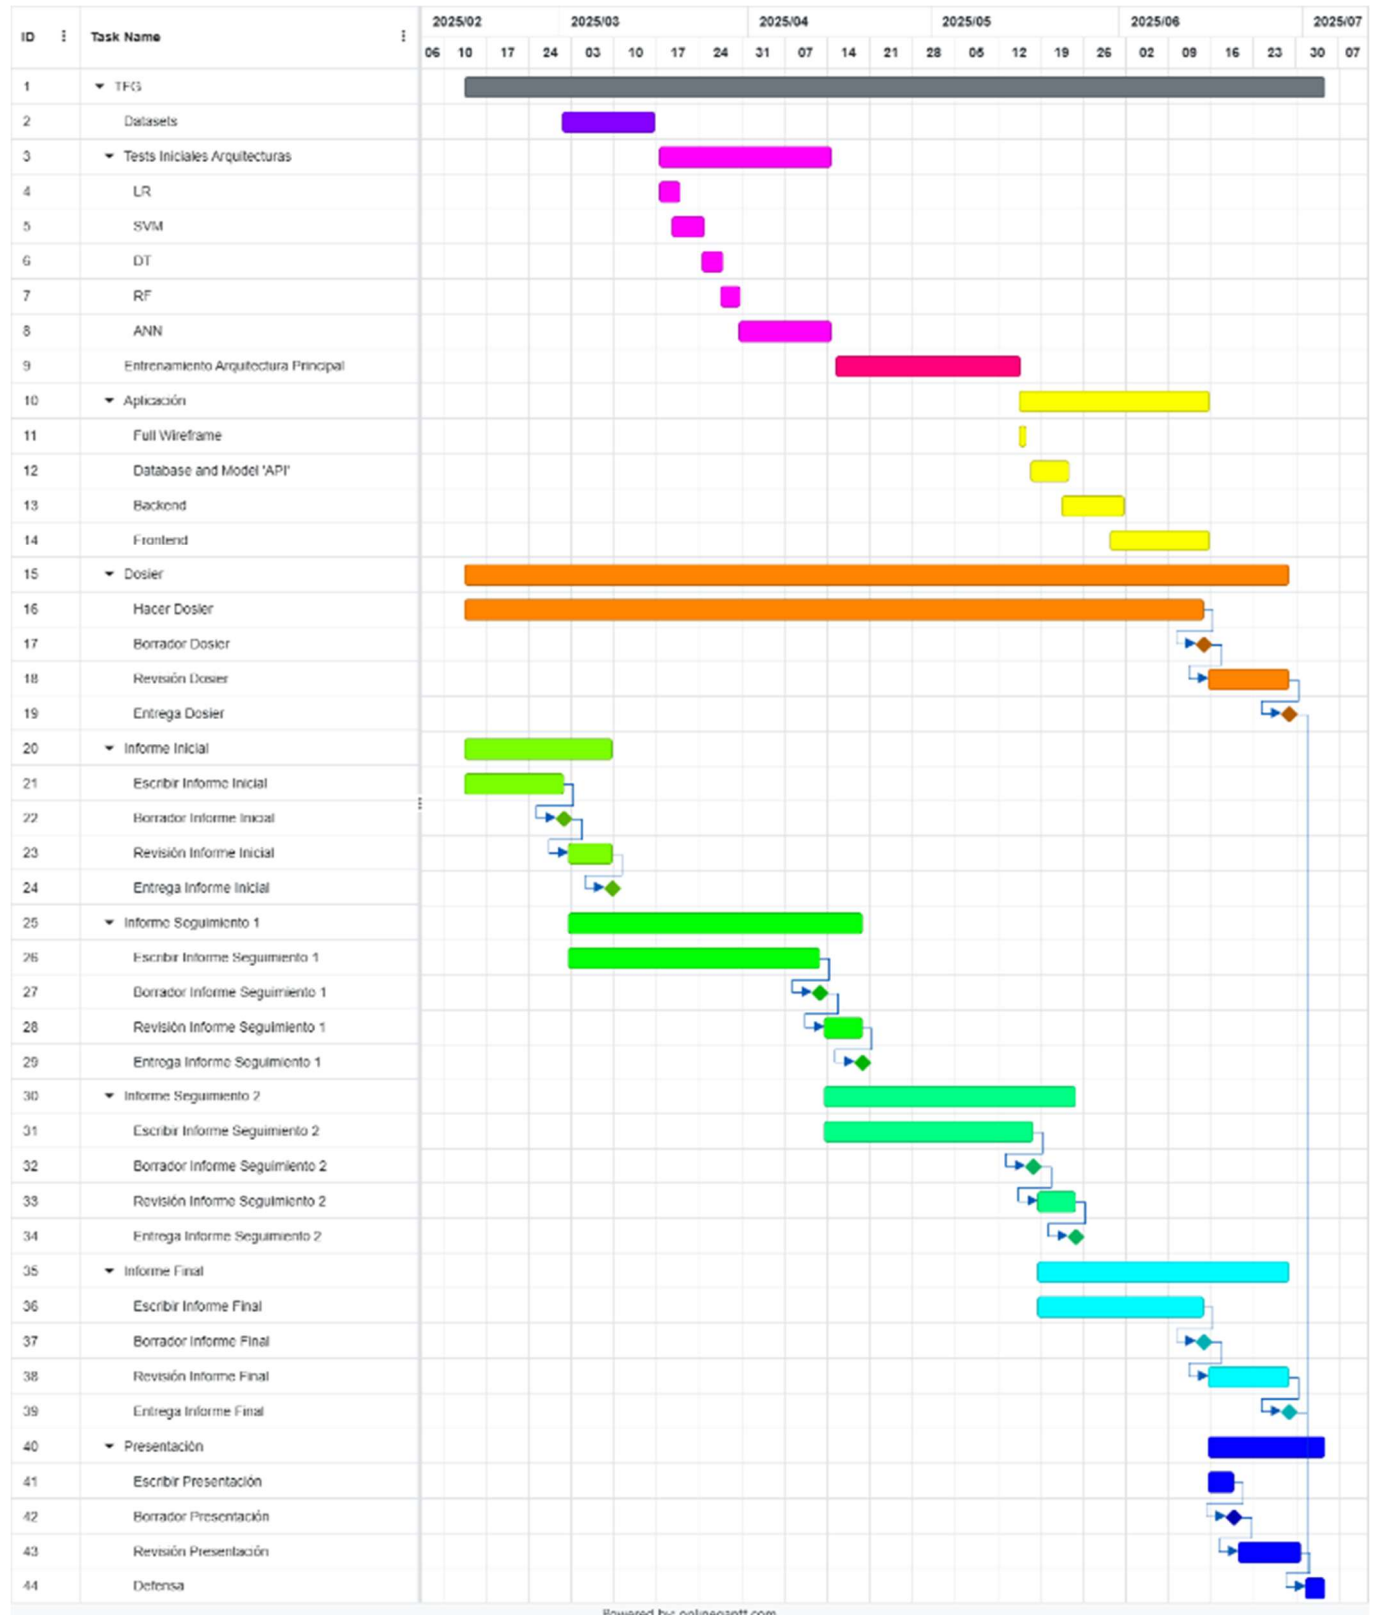 2025/02 2025/03 2025/04 2025/05 2025/06 2025/07
ID Task Name
06 10 17 24 03 10 17 24 31 07 14 21 28 05 12 19 26 02 09 16 23 30 07
1 TFG
2 Datasets
3 Tests Iniciales Arquitecturas
4 LR
5 SVM
6 DT
7 RF
8 ANN
9 Entrenamiento Arquitectura Principal
10 Aplicación
11 Full Wireframe
12 Database and Model 'API'
13 Backend
14 Frontend
15 Dosier
16 Hacer Dosier
17 Borrador Dosier
18 Revisión Dosier
19 Entrega Dosier
20 Informe Inicial
21 Escribir Informe Inicial
22 Borrador Informe Inicial
23 Revisión Informe Inicial
24 Entrega Informe Inicial
25 Informe Seguimiento 1
26 Escribir Informe Seguimiento 1
27 Borrador Informe Seguimiento 1
28 Revisión Informe Seguimiento 1
29 Entrega Informe Seguimiento 1
30 Informe Seguimiento 2
31 Escribir Informe Seguimiento 2
32 Borrador Informe Seguimiento 2
33 Revisión Informe Seguimiento 2
34 Entrega Informe Seguimiento 2
35 Informe Final
36 Escribir Informe Final
37 Borrador Informe Final
38 Revisión Informe Final
39 Entrega Informe Final
40 Presentación
41 Escribir Presentación
42 Borrador Presentación
43 Revisión Presentación
44 Defensa
Powered by: onlinegantt.com